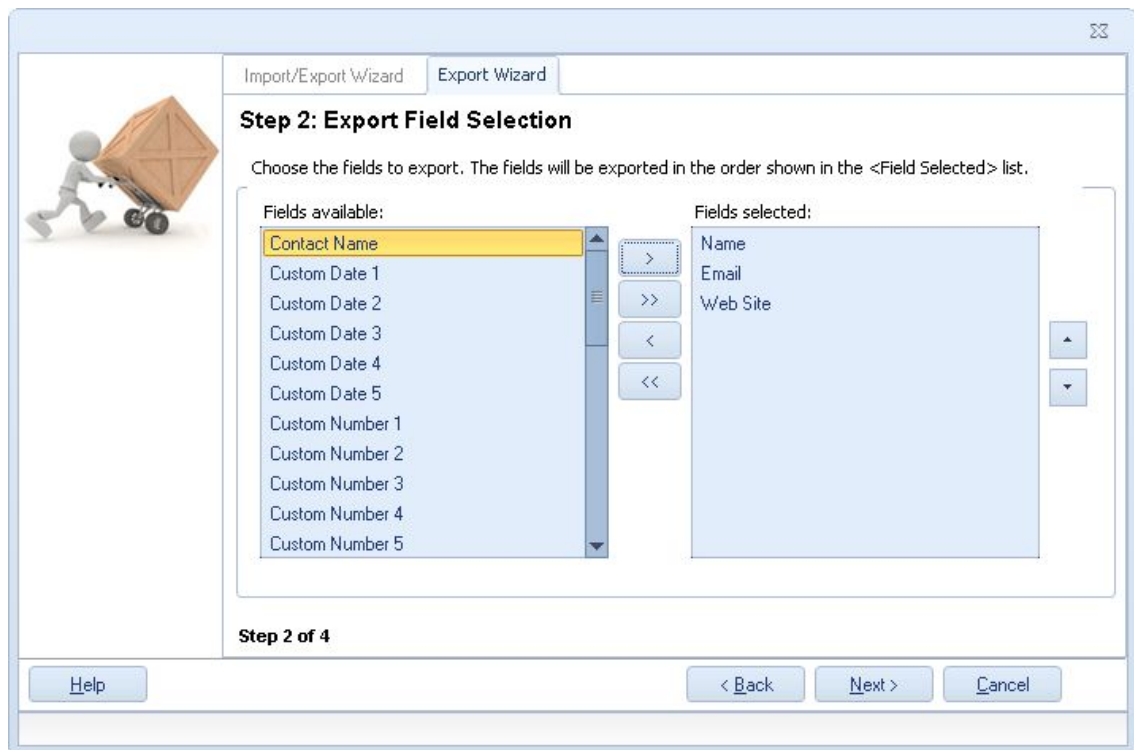 Import/Export Wizard
Export Wizard
Step 2: Export Field Selection
Choose the fields to export. The fields will be exported in the order shown in the <Field Selected> list.
Fields available:
Contact Name
Custom Date 1
Custom Date 2
Custom Date 3
Custom Date 4
Custom Date 5
Custom Number 1
Custom Number 2
Custom Number 3
Custom Number 4
Custom Number 5
>
>>
<
<<
Fields selected:
Name
Email
Web Site
Step 2 of 4
Help
< Back
Next >
Cancel